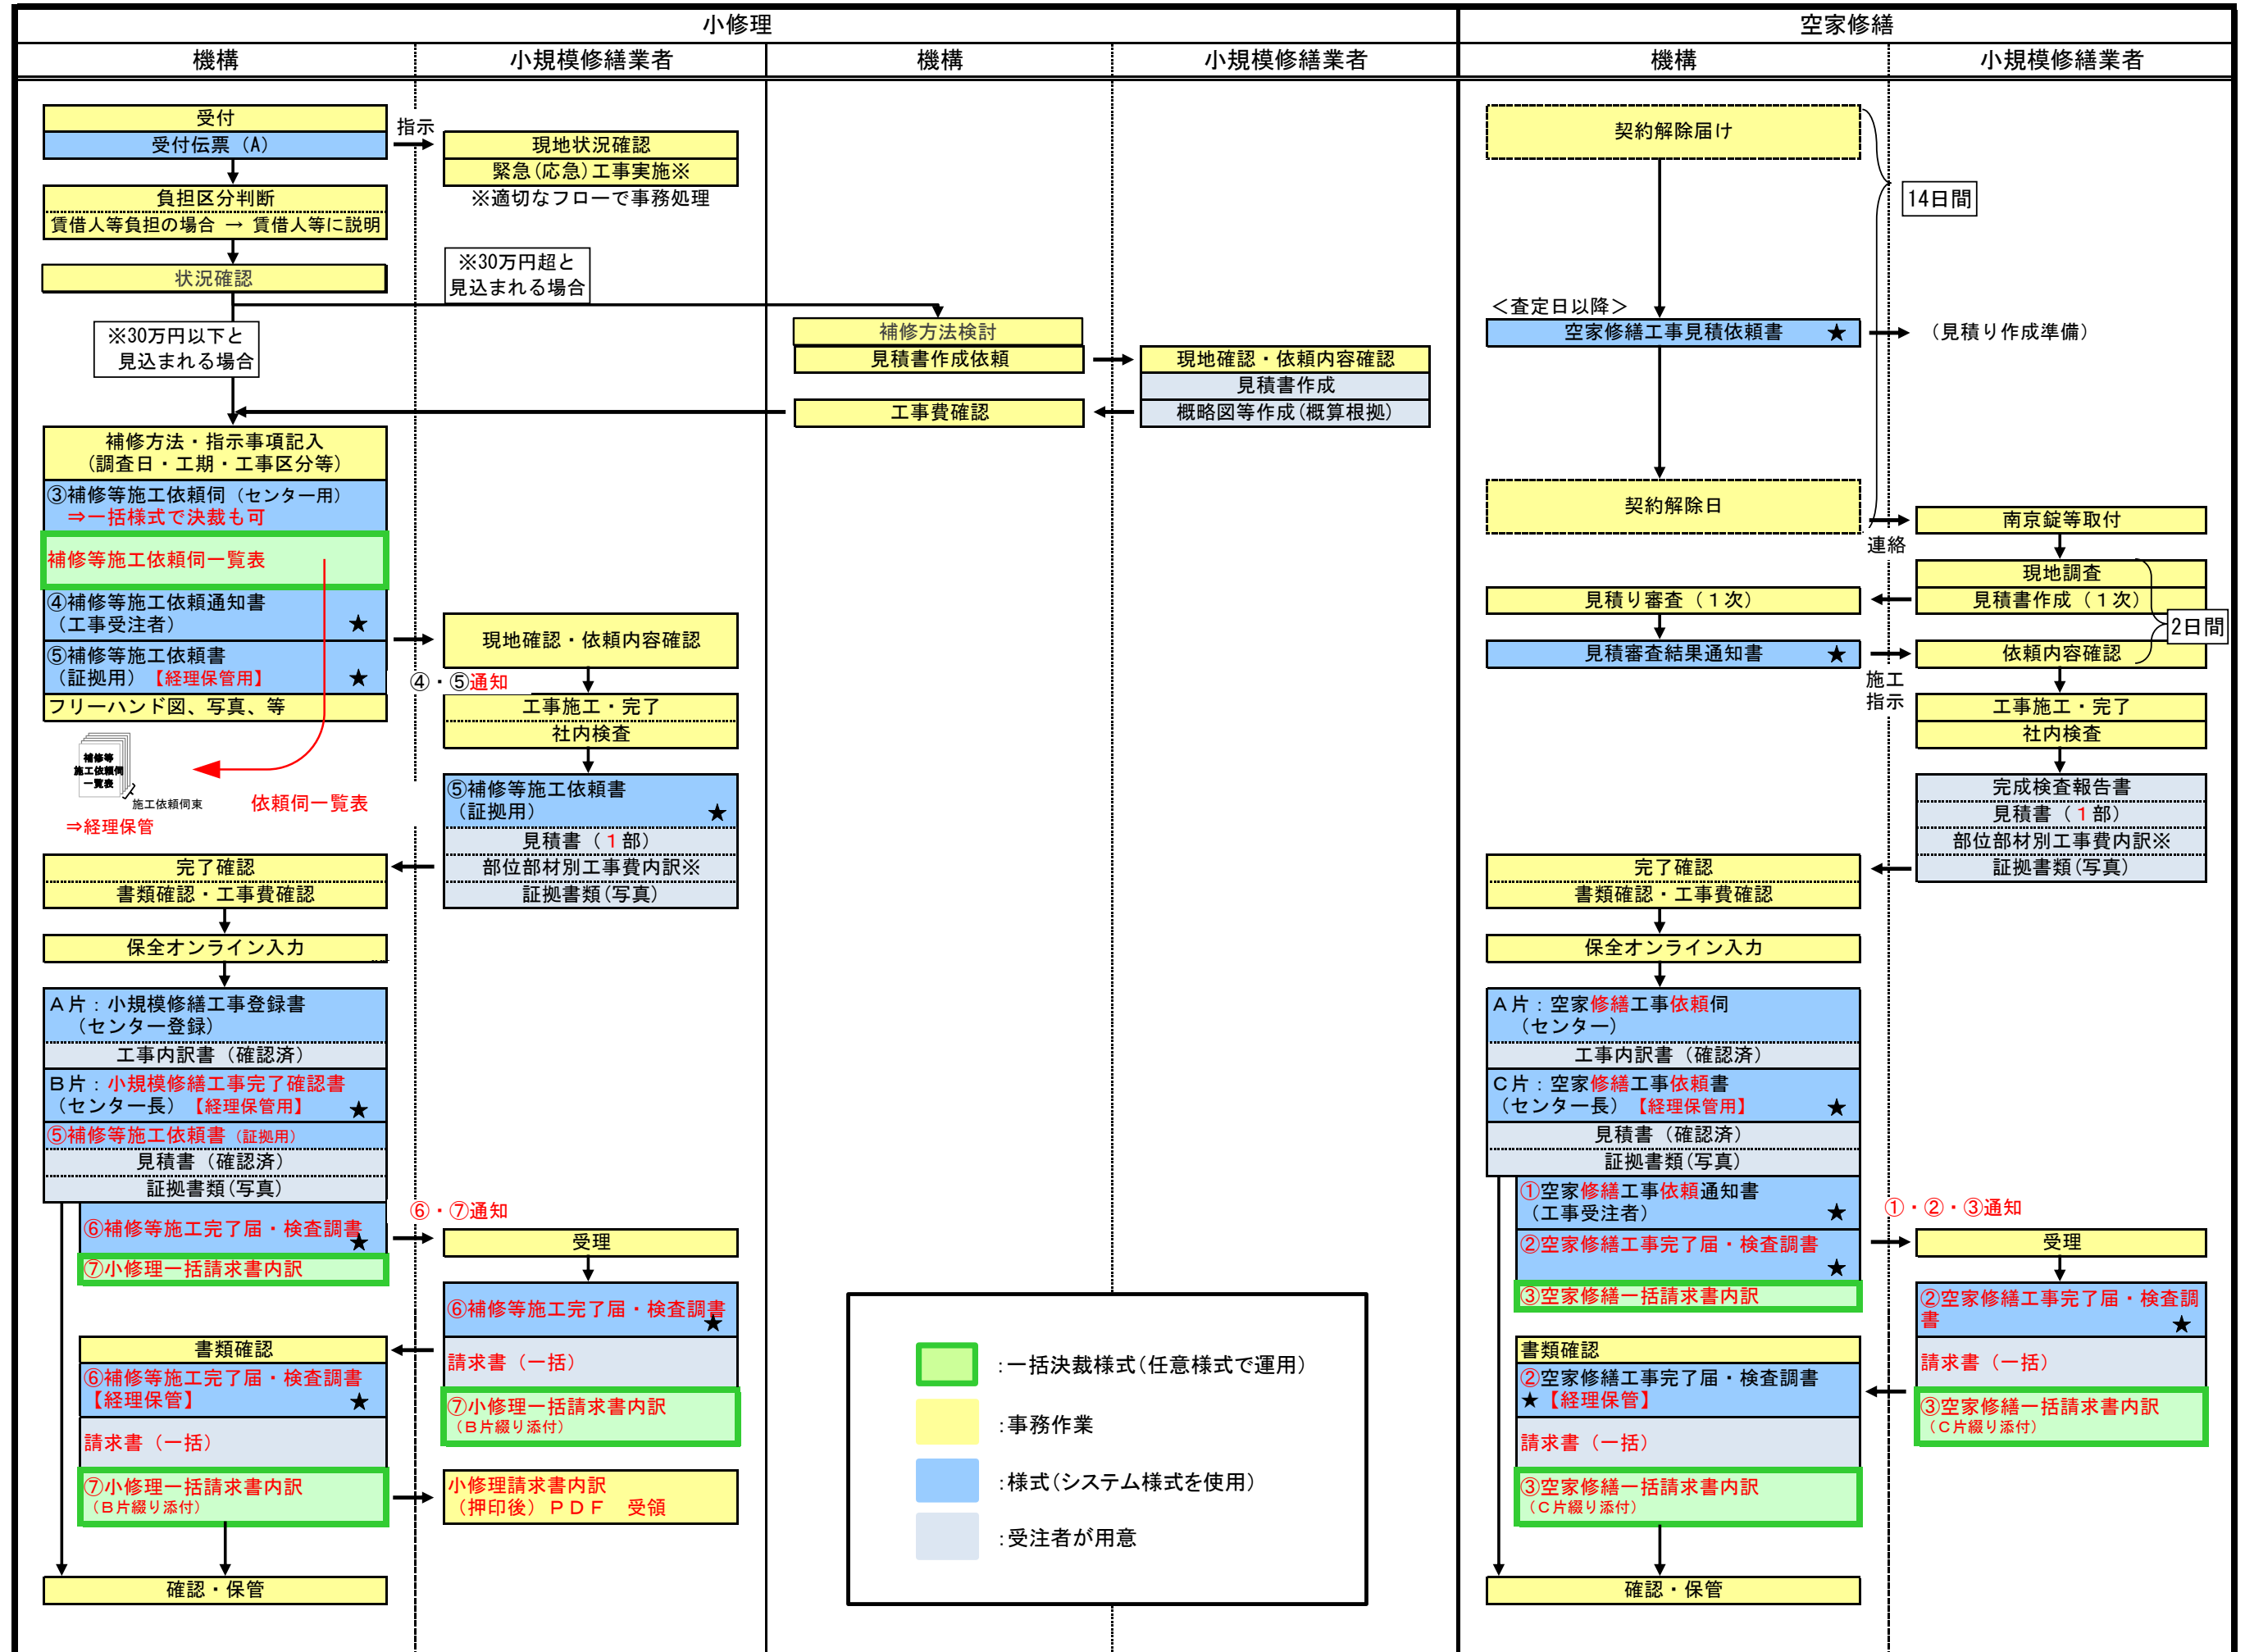 小修理
空家修繕
機構
小規模修繕業者
機構
小規模修繕業者
機構
小規模修繕業者
受付
受付伝票（A）
指示
現地状況確認
緊急(応急)工事実施※
※適切なフローで事務処理
負担区分判断
賃借人等負担の場合 → 賃借人等に説明
状況確認
※30万円超と
見込まれる場合
※30万円以下と
見込まれる場合
補修方法検討
見積書作成依頼
現地確認・依頼内容確認
見積書作成
概略図等作成(概算根拠)
工事費確認
補修方法・指示事項記入
(調査日・工期・工事区分等)
③補修等施工依頼伺（センター用）
⇒一括様式で決裁も可
補修等施工依頼伺一覧表
④補修等施工依頼通知書
（工事受注者） ★
⑤補修等施工依頼書
（証拠用）【経理保管用】 ★
フリーハンド図、写真、等
④・⑤通知
現地確認・依頼内容確認
工事施工・完了
社内検査
補修等
施工依頼伺
一覧表
施工依頼伺束
依頼伺一覧表
⇒経理保管
⑤補修等施工依頼書
（証拠用） ★
見積書（１部）
部位部材別工事費内訳※
証拠書類(写真)
完了確認
書類確認・工事費確認
保全オンライン入力
Ａ片：小規模修繕工事登録書
（センター登録）
工事内訳書（確認済）
Ｂ片：小規模修繕工事完了確認書
（センター長）【経理保管用】 ★
⑤補修等施工依頼書（証拠用）
見積書（確認済）
証拠書類(写真)
⑥補修等施工完了届・検査調書
★
⑦小修理一括請求書内訳
⑥・⑦通知
受理
⑥補修等施工完了届・検査調書
★
請求書（一括）
⑦小修理一括請求書内訳
（Ｂ片綴り添付）
書類確認
⑥補修等施工完了届・検査調書
【経理保管】 ★
請求書（一括）
⑦小修理一括請求書内訳
（Ｂ片綴り添付）
小修理請求書内訳
（押印後）ＰＤＦ　受領
確認・保管
：一括決裁様式(任意様式で運用)
：事務作業
：様式(システム様式を使用)
：受注者が用意
契約解除届け
14日間
＜査定日以降＞
空家修繕工事見積依頼書 ★
（見積り作成準備）
契約解除日
連絡
南京錠等取付
現地調査
見積書作成（１次）
2日間
見積り審査（１次）
見積審査結果通知書 ★
施工
指示
依頼内容確認
工事施工・完了
社内検査
完成検査報告書
見積書（１部）
部位部材別工事費内訳※
証拠書類(写真)
完了確認
書類確認・工事費確認
保全オンライン入力
Ａ片：空家修繕工事依頼伺
（センター）
工事内訳書（確認済）
Ｃ片：空家修繕工事依頼書
（センター長）【経理保管用】 ★
見積書（確認済）
証拠書類(写真)
①空家修繕工事依頼通知書
（工事受注者） ★
②空家修繕工事完了届・検査調書
★
③空家修繕一括請求書内訳
①・②・③通知
受理
②空家修繕工事完了届・検査調
書 ★
請求書（一括）
③空家修繕一括請求書内訳
（Ｃ片綴り添付）
書類確認
②空家修繕工事完了届・検査調書
★【経理保管】
請求書（一括）
③空家修繕一括請求書内訳
（Ｃ片綴り添付）
確認・保管